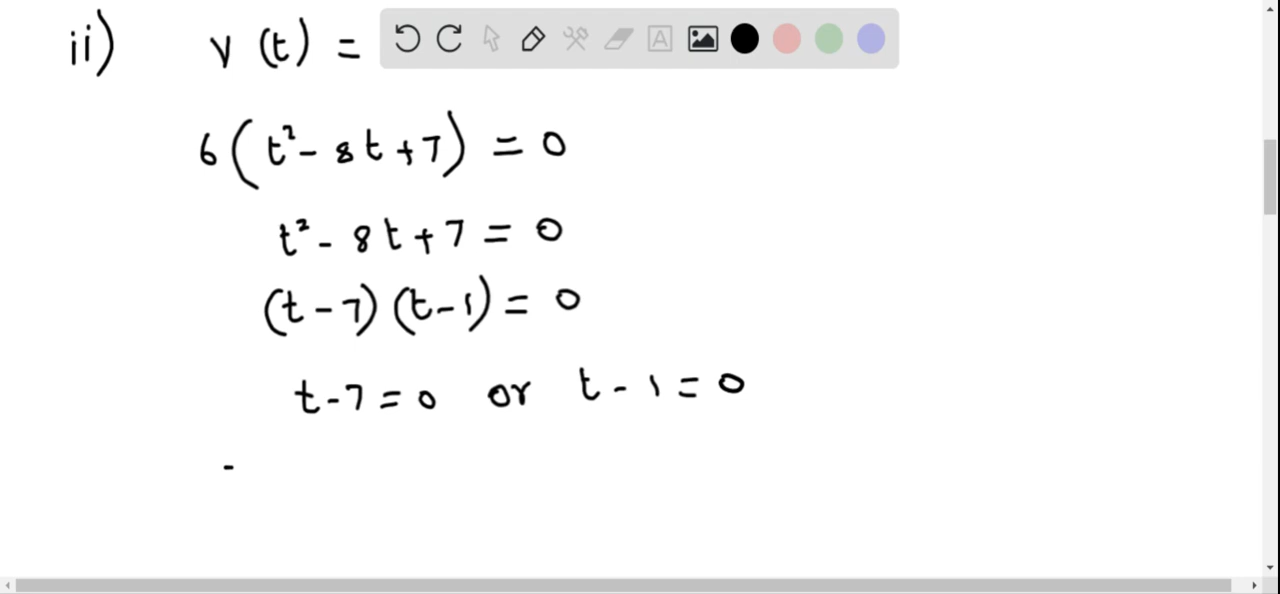 ii) v (t) =
6 (t² - 8t + 7) = 0
t² - 8t + 7 = 0
(t - 7) (t - 1) = 0
t - 7 = 0 or t - 1 = 0
-